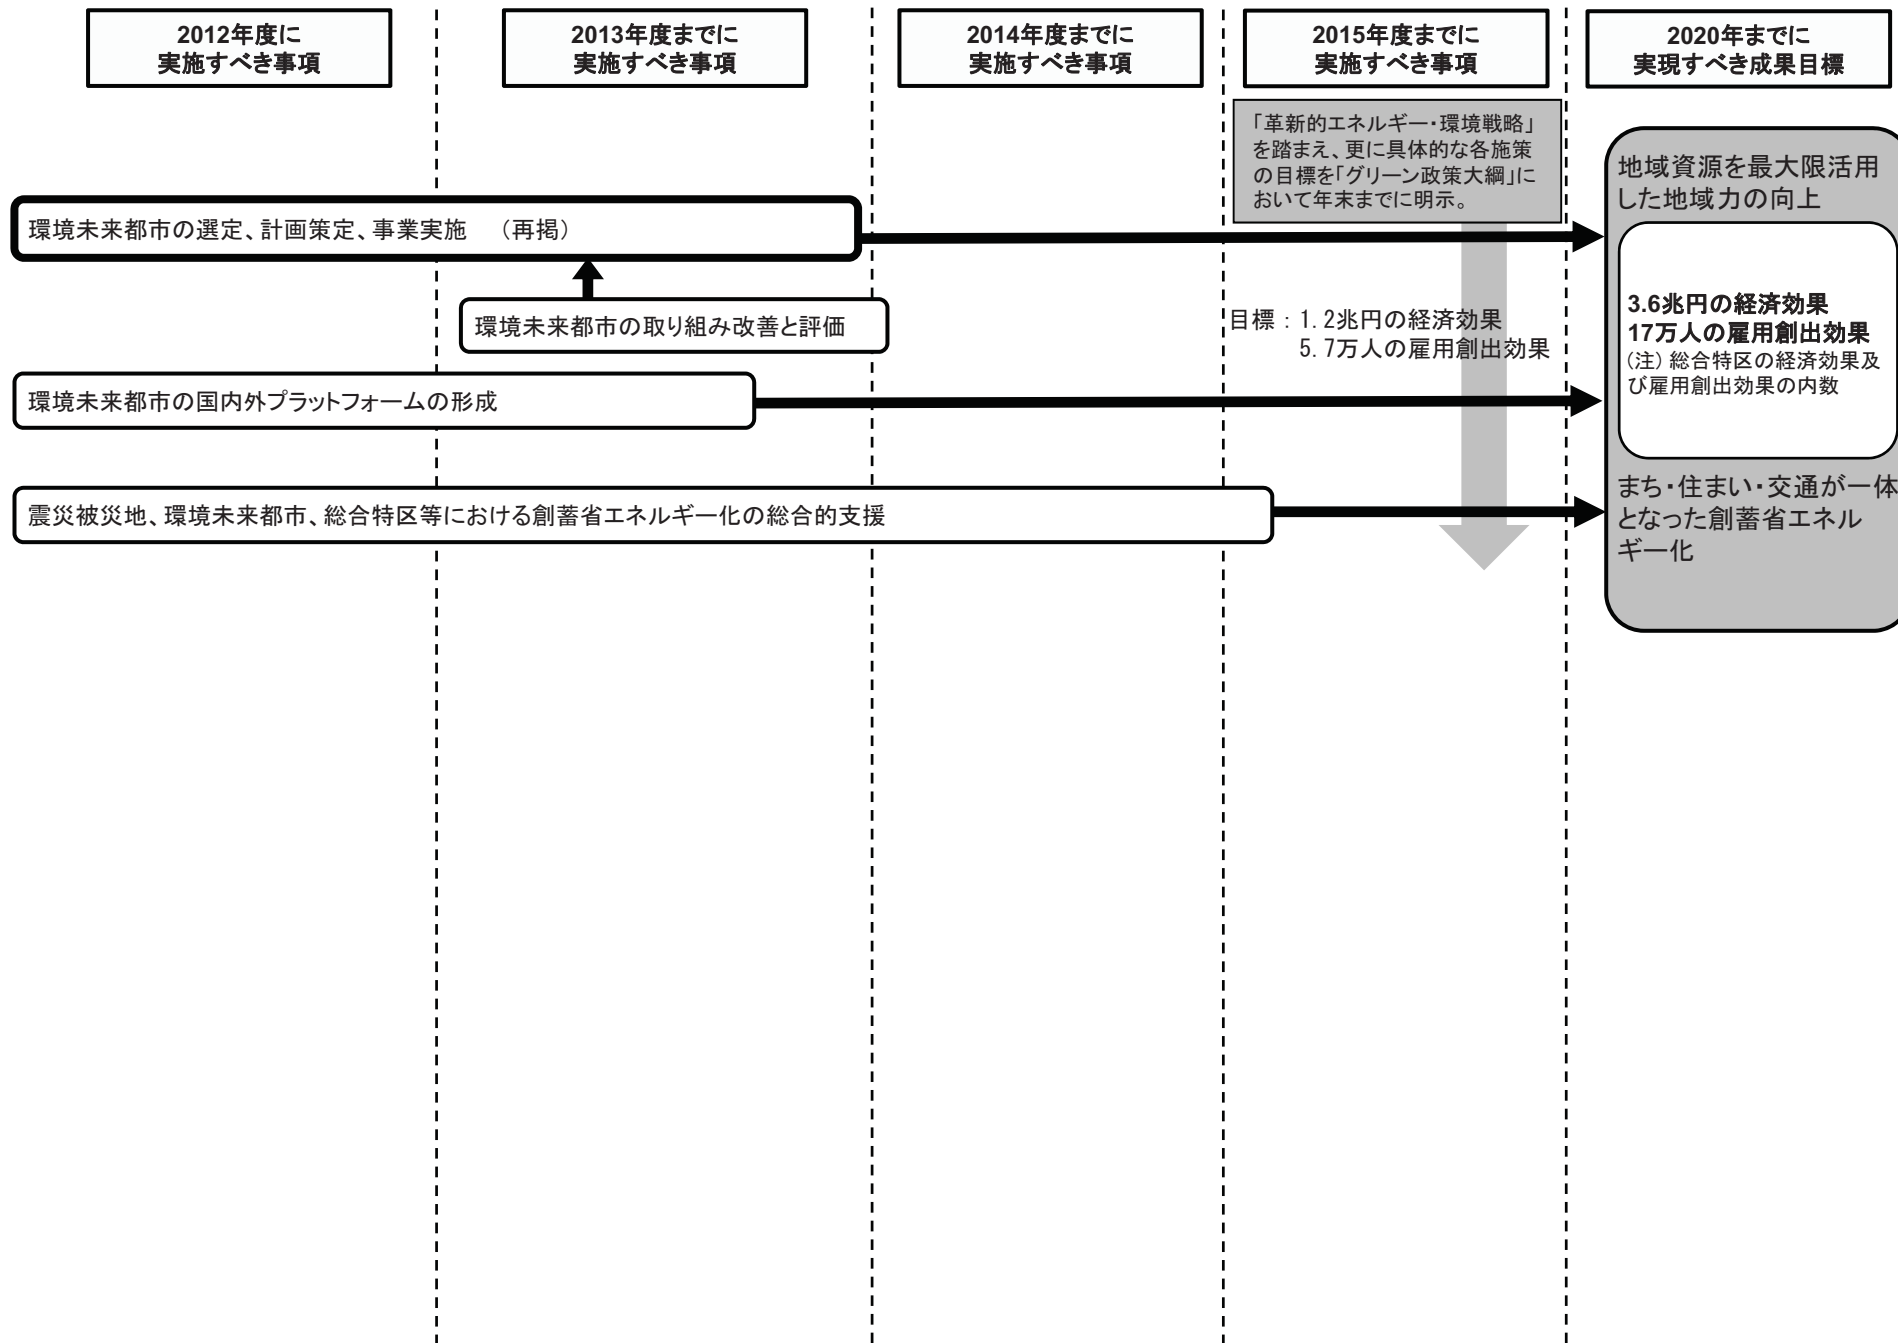 2012年度に
実施すべき事項
2013年度までに
実施すべき事項
2014年度までに
実施すべき事項
2015年度までに
実施すべき事項
2020年までに
実現すべき成果目標
「革新的エネルギー・環境戦略」
を踏まえ、更に具体的な各施策
の目標を「グリーン政策大綱」に
おいて年末までに明示。
環境未来都市の選定、計画策定、事業実施　（再掲）
環境未来都市の取り組み改善と評価
目標：1.2兆円の経済効果
5.7万人の雇用創出効果
環境未来都市の国内外プラットフォームの形成
震災被災地、環境未来都市、総合特区等における創蓄省エネルギー化の総合的支援
地域資源を最大限活用
した地域力の向上
3.6兆円の経済効果
17万人の雇用創出効果
（注）総合特区の経済効果及
び雇用創出効果の内数
まち・住まい・交通が一体
となった創蓄省エネル
ギー化